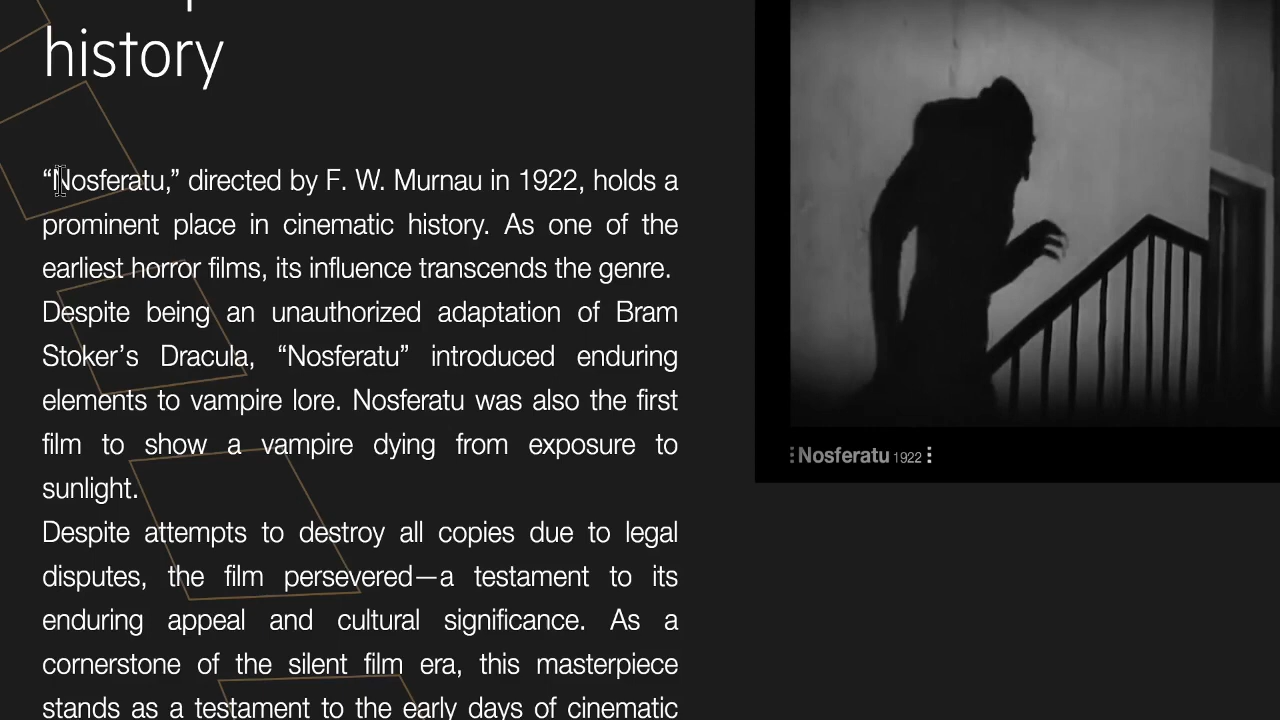 history
“Nosferatu,” directed by F. W. Murnau in 1922, holds a
prominent place in cinematic history. As one of the
earliest horror films, its influence transcends the genre.
Despite being an unauthorized adaptation of Bram
Stoker’s Dracula, “Nosferatu” introduced enduring
elements to vampire lore. Nosferatu was also the first
film to show a vampire dying from exposure to
sunlight.
Despite attempts to destroy all copies due to legal
disputes, the film persevered—a testament to its
enduring appeal and cultural significance. As a
cornerstone of the silent film era, this masterpiece
stands as a testament to the early days of cinematic
Nosferatu 1922